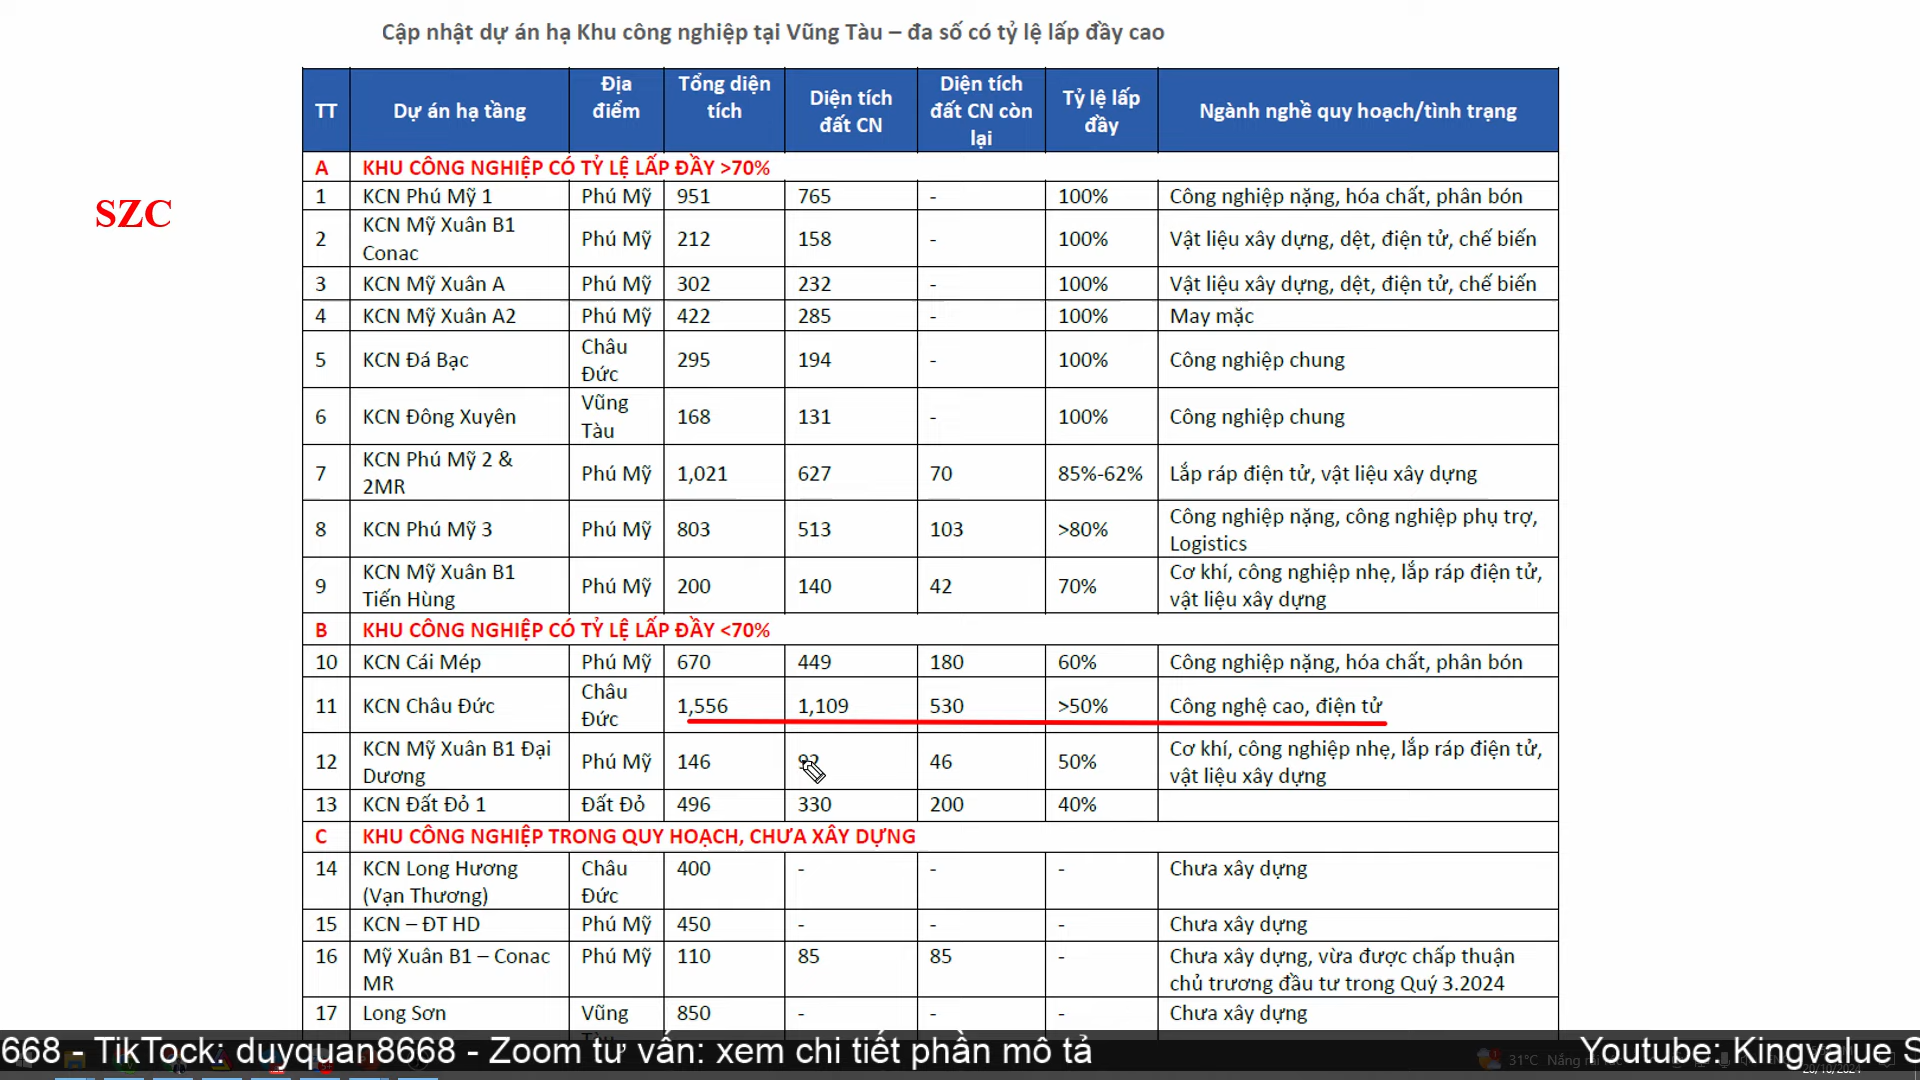 Cập nhật dự án hạ Khu công nghiệp tại Vũng Tàu – đa số có tỷ lệ lấp đầy cao
SZC
TT | Dự án hạ tầng | Địa điểm | Tổng diện tích | Diện tích đất CN | Diện tích đất CN còn lại | Tỷ lệ lấp đầy | Ngành nghề quy hoạch/tình trạng
A | KHU CÔNG NGHIỆP CÓ TỶ LỆ LẤP ĐẦY >70%
1 | KCN Phú Mỹ 1 | Phú Mỹ | 951 | 765 | - | 100% | Công nghiệp nặng, hóa chất, phân bón
2 | KCN Mỹ Xuân B1 Conac | Phú Mỹ | 212 | 158 | - | 100% | Vật liệu xây dựng, dệt, điện tử, chế biến
3 | KCN Mỹ Xuân A | Phú Mỹ | 302 | 232 | - | 100% | Vật liệu xây dựng, dệt, điện tử, chế biến
4 | KCN Mỹ Xuân A2 | Phú Mỹ | 422 | 285 | - | 100% | May mặc
5 | KCN Đá Bạc | Châu Đức | 295 | 194 | - | 100% | Công nghiệp chung
6 | KCN Đông Xuyên | Vũng Tàu | 168 | 131 | - | 100% | Công nghiệp chung
7 | KCN Phú Mỹ 2 & 2MR | Phú Mỹ | 1,021 | 627 | 70 | 85%-62% | Lắp ráp điện tử, vật liệu xây dựng
8 | KCN Phú Mỹ 3 | Phú Mỹ | 803 | 513 | 103 | >80% | Công nghiệp nặng, công nghiệp phụ trợ, Logistics
9 | KCN Mỹ Xuân B1 Tiến Hùng | Phú Mỹ | 200 | 140 | 42 | 70% | Cơ khí, công nghiệp nhẹ, lắp ráp điện tử, vật liệu xây dựng
B | KHU CÔNG NGHIỆP CÓ TỶ LỆ LẤP ĐẦY <70%
10 | KCN Cái Mép | Phú Mỹ | 670 | 449 | 180 | 60% | Công nghiệp nặng, hóa chất, phân bón
11 | KCN Châu Đức | Châu Đức | 1,556 | 1,109 | 530 | >50% | Công nghệ cao, điện tử
12 | KCN Mỹ Xuân B1 Đại Dương | Phú Mỹ | 146 | | 46 | 50% | Cơ khí, công nghiệp nhẹ, lắp ráp điện tử, vật liệu xây dựng
13 | KCN Đất Đỏ 1 | Đất Đỏ | 496 | 330 | 200 | 40%
C | KHU CÔNG NGHIỆP TRONG QUY HOẠCH, CHƯA XÂY DỰNG
14 | KCN Long Hương (Vạn Thương) | Châu Đức | 400 | - | - | - | Chưa xây dựng
15 | KCN – ĐT HD | Phú Mỹ | 450 | - | - | - | Chưa xây dựng
16 | Mỹ Xuân B1 – Conac MR | Phú Mỹ | 110 | 85 | 85 | - | Chưa xây dựng, vừa được chấp thuận chủ trương đầu tư trong Quý 3.2024
17 | Long Sơn | Vũng | 850 | - | - | - | Chưa xây dựng
668 - TikTock: duyquan8668 - Zoom tư vấn: xem chi tiết phần mô tả
Youtube: Kingvalue S
31°C Nắng
20/10/2024